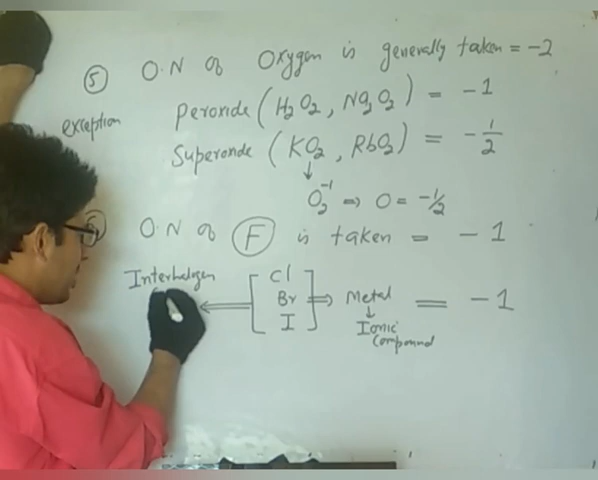 ⑤ O.N of Oxygen is generally taken = -2
exception Peroxide (H2O2, Na2O2) = -1
Superoxide (KO2, RbO2) = -1/2
↓
O2^-1 ⇒ O = -1/2
O.N of F is taken = -1
Interhalogen ⇐ [Cl Br I] ⇒ Metal = -1
↓
Ionic
Compound